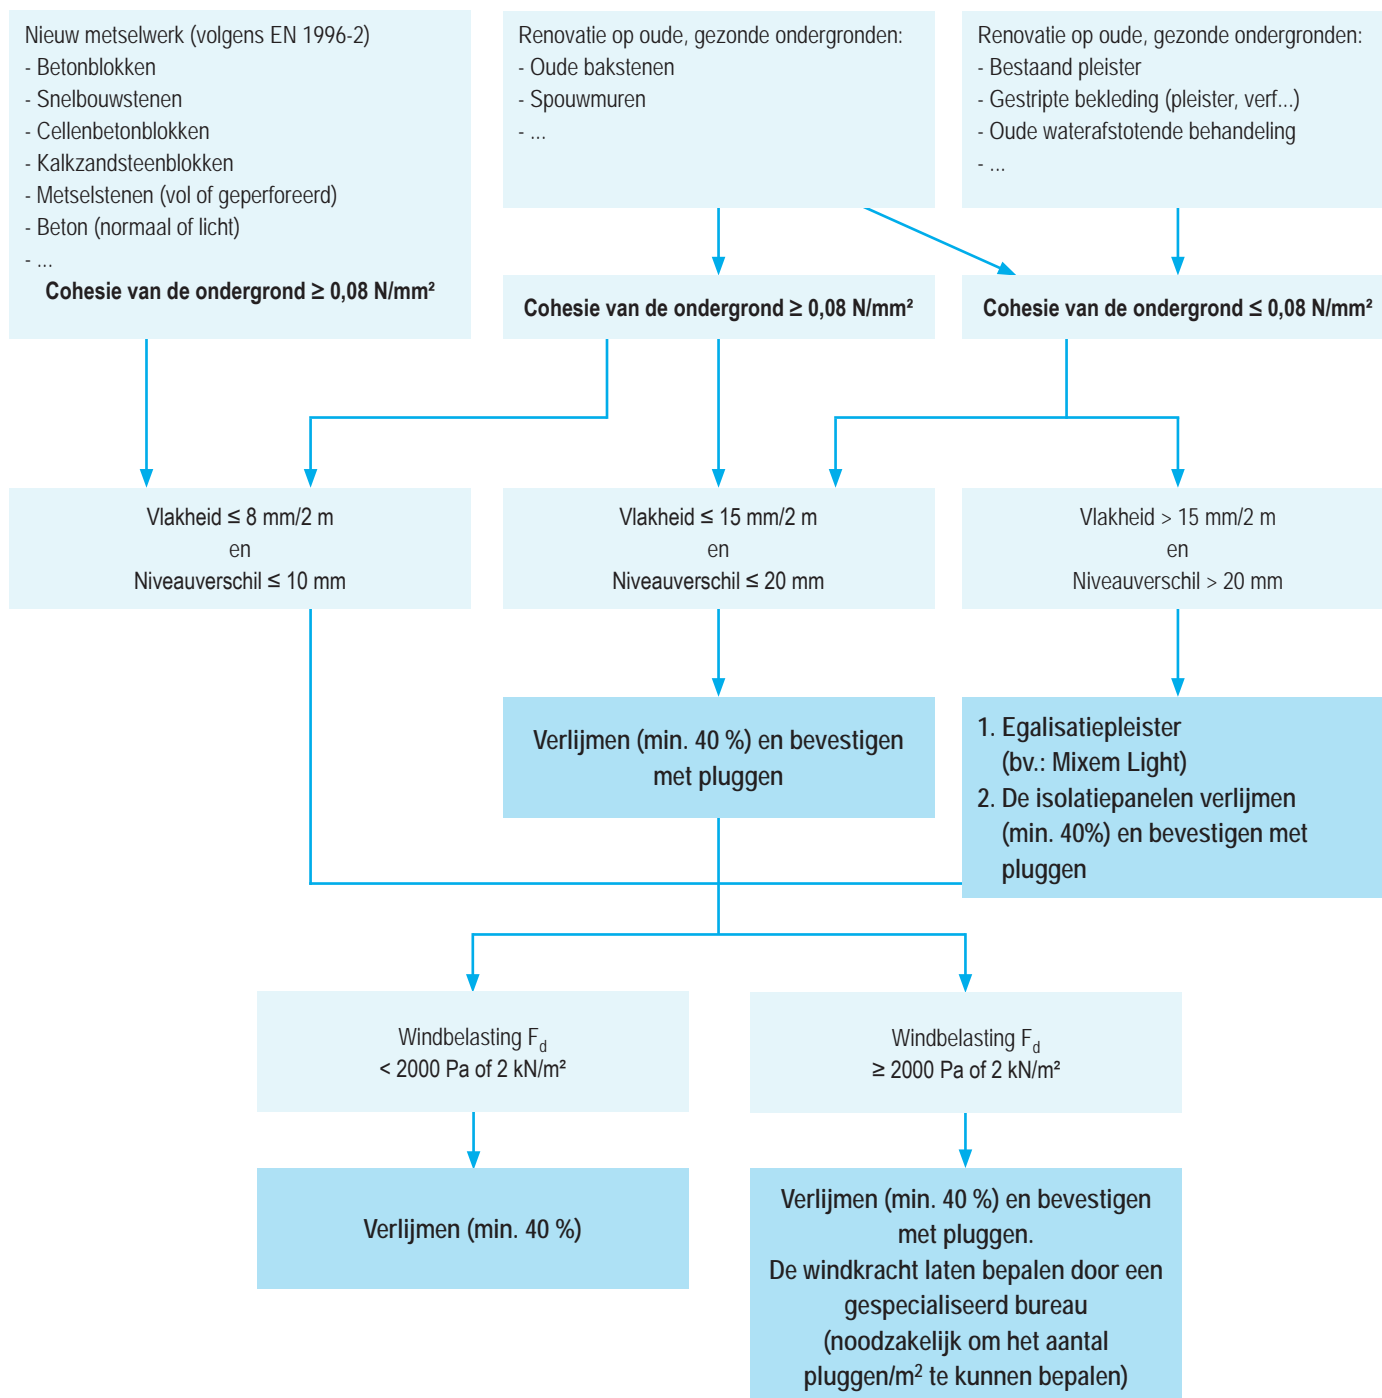 Nieuw metselwerk (volgens EN 1996-2)
- Betonblokken
- Snelbouwstenen
- Cellenbetonblokken
- Kalkzandsteenblokken
- Metselstenen (vol of geperforeerd)
- Beton (normaal of licht)
- ...
Cohesie van de ondergrond ≥ 0,08 N/mm²
Renovatie op oude, gezonde ondergronden:
- Oude bakstenen
- Spouwmuren
- ...
Renovatie op oude, gezonde ondergronden:
- Bestaand pleister
- Gestripte bekleding (pleister, verf...)
- Oude waterafstotende behandeling
- ...
Cohesie van de ondergrond ≥ 0,08 N/mm²
Cohesie van de ondergrond ≤ 0,08 N/mm²
Vlakheid ≤ 8 mm/2 m
en
Niveauverschil ≤ 10 mm
Vlakheid ≤ 15 mm/2 m
en
Niveauverschil ≤ 20 mm
Vlakheid > 15 mm/2 m
en
Niveauverschil > 20 mm
Verlijmen (min. 40 %) en bevestigen
met pluggen
1. Egalisatiepleister
(bv.: Mixem Light)
2. De isolatiepanelen verlijmen
(min. 40%) en bevestigen met
pluggen
Windbelasting F_d
< 2000 Pa of 2 kN/m²
Windbelasting F_d
≥ 2000 Pa of 2 kN/m²
Verlijmen (min. 40 %)
Verlijmen (min. 40 %) en bevestigen
met pluggen.
De windkracht laten bepalen door een
gespecialiseerd bureau
(noodzakelijk om het aantal
pluggen/m² te kunnen bepalen)